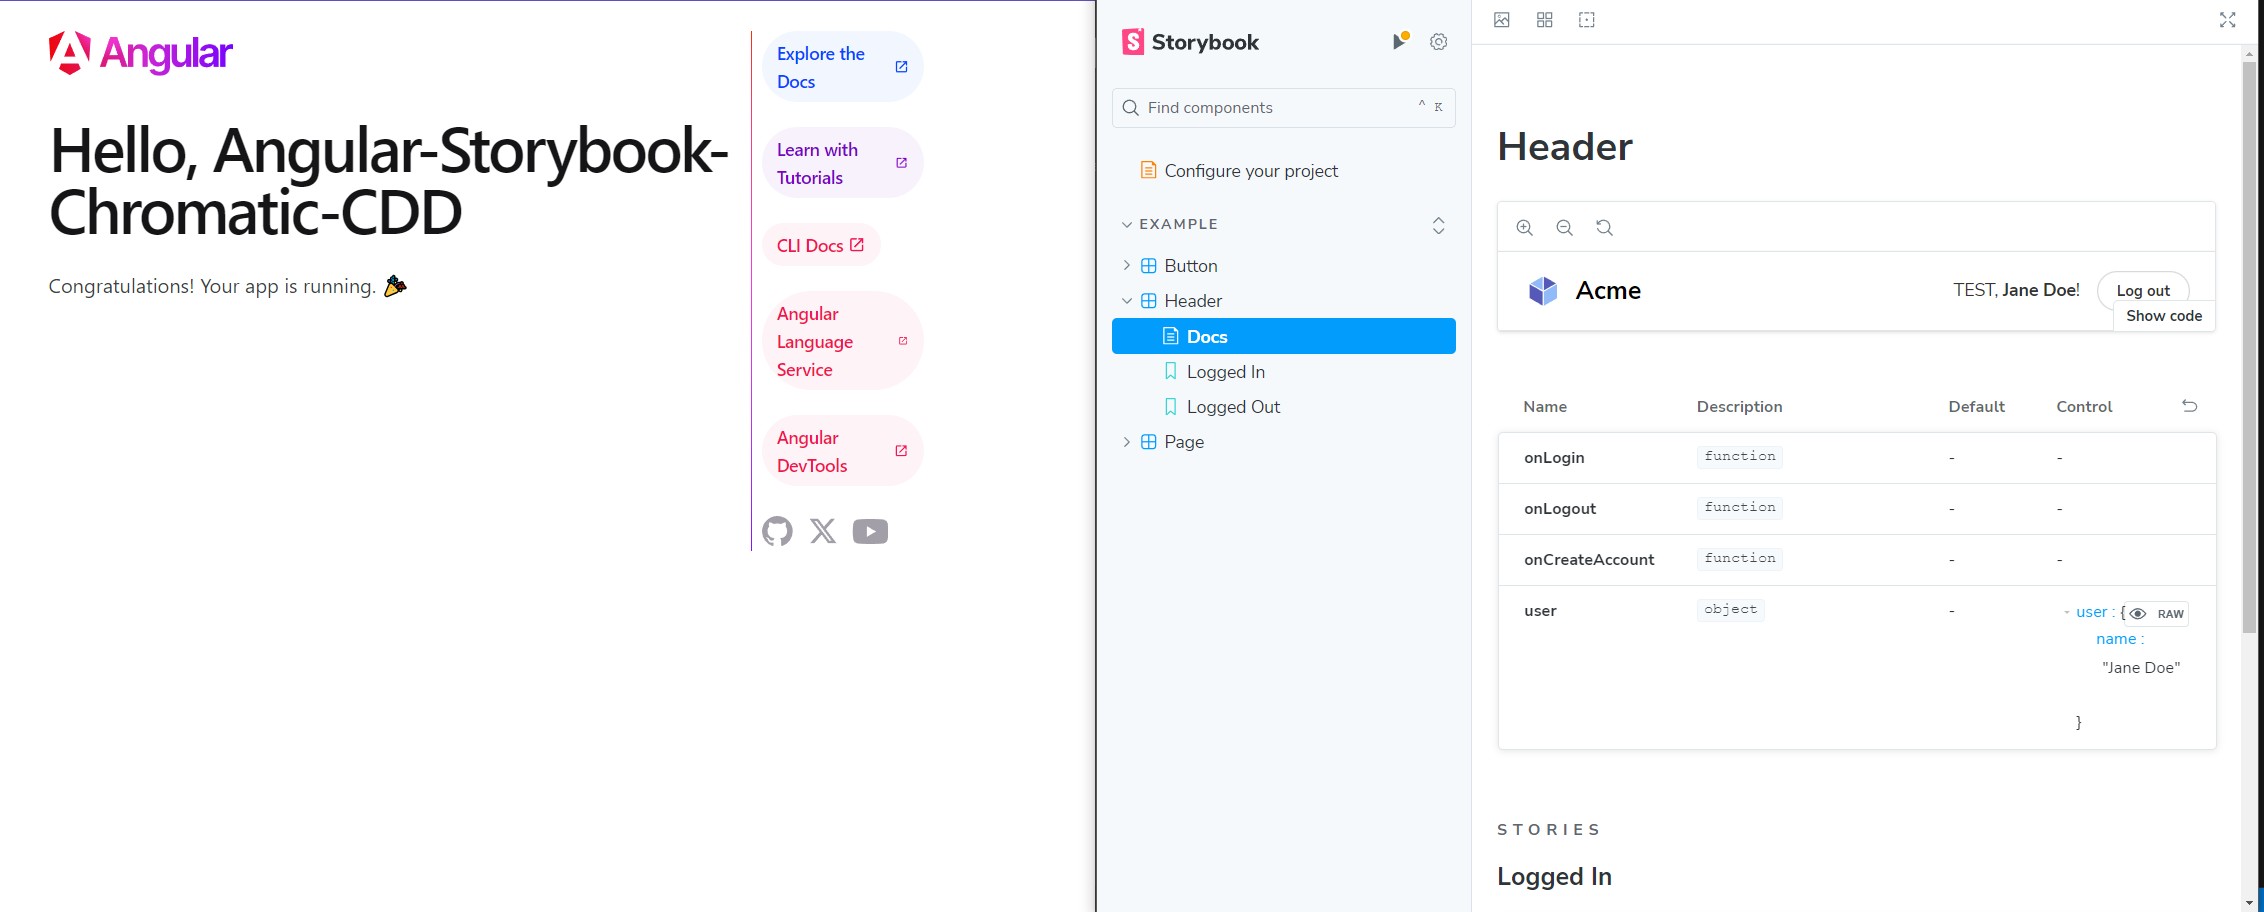 Angular
Hello, Angular-Storybook-
Chromatic-CDD
Congratulations! Your app is running.
Explore the
Docs
Learn with
Tutorials
CLI Docs
Angular
Language
Service
Angular
DevTools
S Storybook
Find components
^ K
Configure your project
EXAMPLE
Button
Header
Docs
Logged In
Logged Out
Page
Header
Acme
TEST, Jane Doe!
Log out
Show code
Name Description Default Control
onLogin function - -
onLogout function - -
onCreateAccount function - -
user object - user : {
RAW
name :
"Jane Doe"
}
STORIES
Logged In